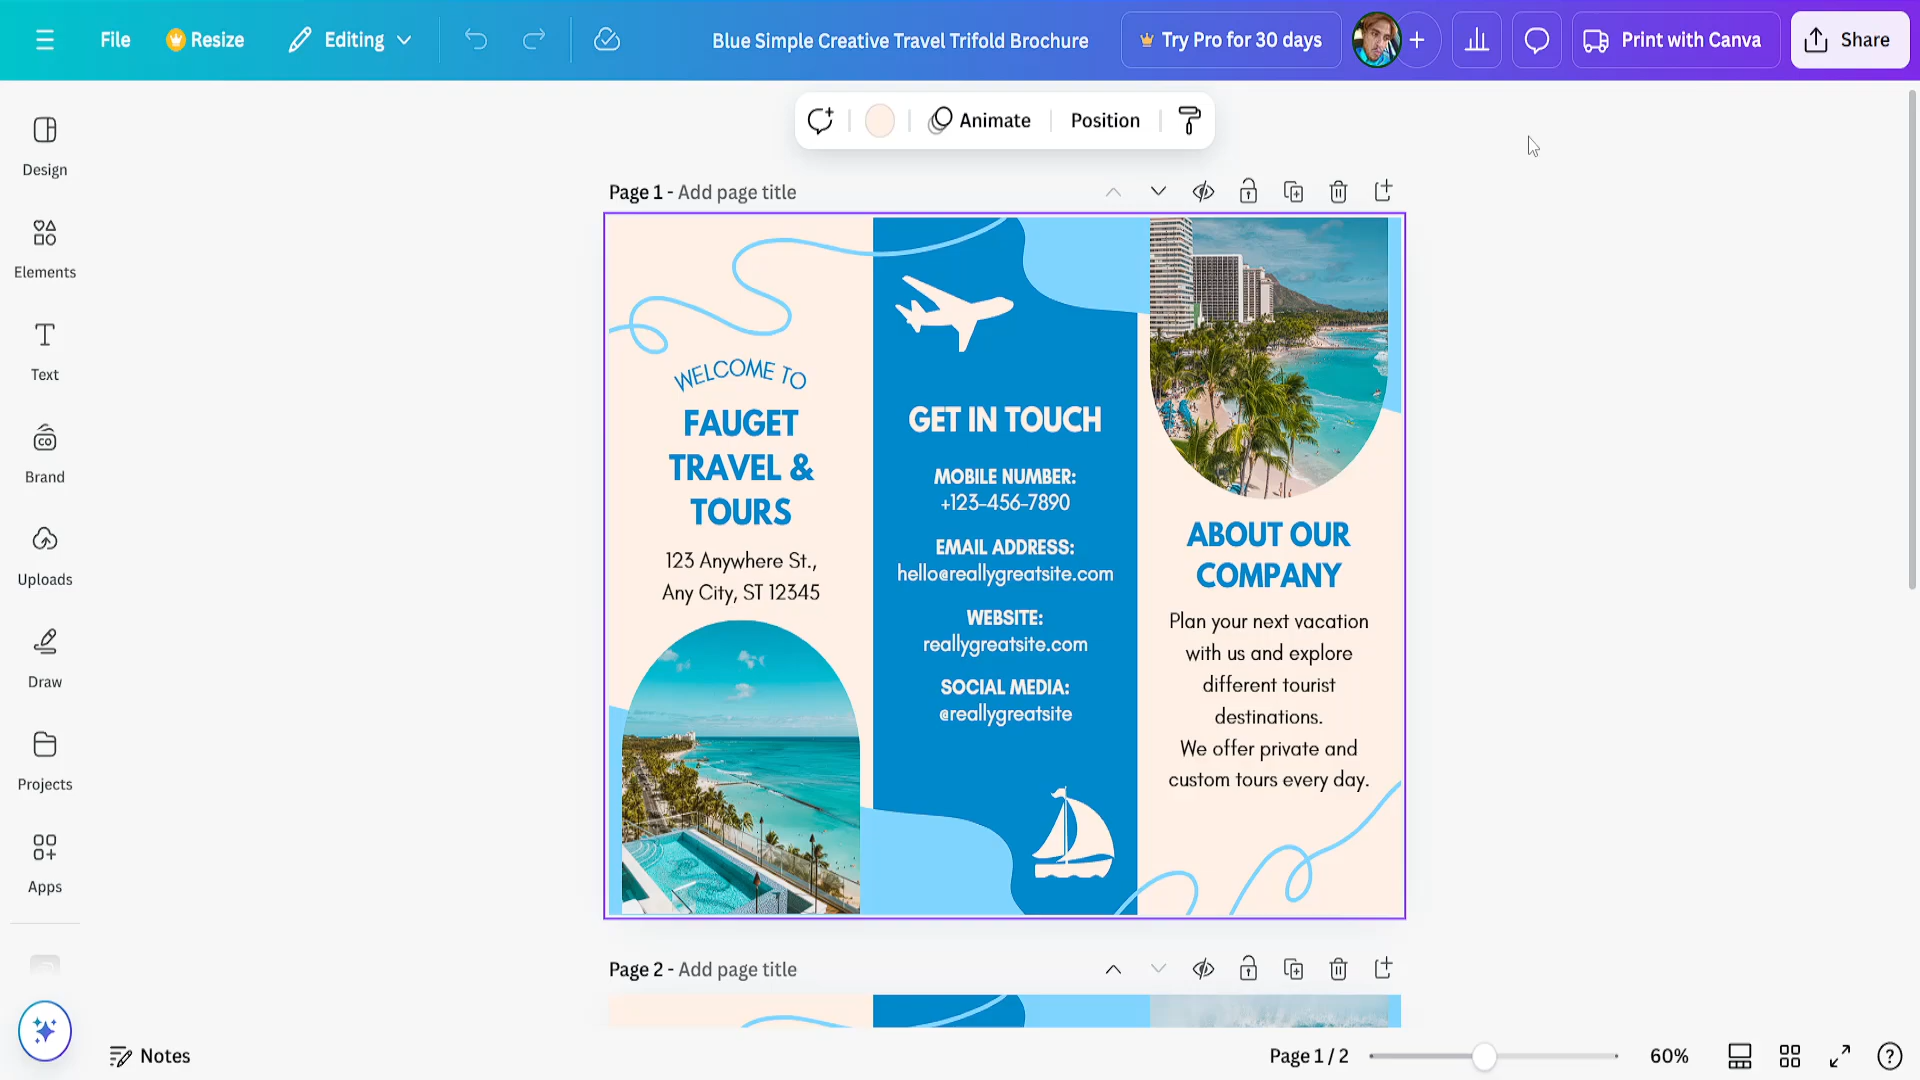 File
Resize
Editing
Blue Simple Creative Travel Trifold Brochure
Try Pro for 30 days
Print with Canva
Share
Design
Elements
Text
Brand
Uploads
Draw
Projects
Apps
Animate
Position
Page 1 - Add page title
WELCOME TO
FAUGET
TRAVEL &
TOURS
123 Anywhere St.,
Any City, ST 12345
GET IN TOUCH
MOBILE NUMBER:
+123-456-7890
EMAIL ADDRESS:
hello@reallygreatsite.com
WEBSITE:
reallygreatsite.com
SOCIAL MEDIA:
@reallygreatsite
ABOUT OUR
COMPANY
Plan your next vacation
with us and explore
different tourist
destinations.
We offer private and
custom tours every day.
Page 2 - Add page title
Notes
Page 1 / 2
60%